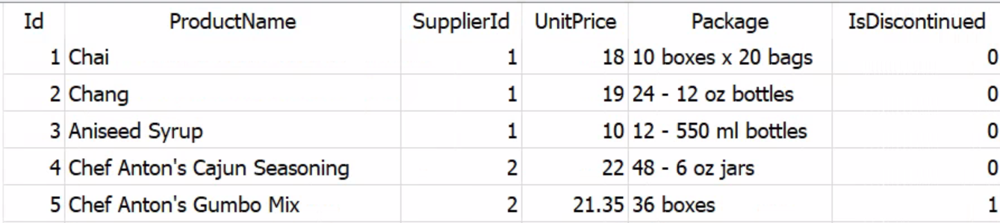 Id ProductName SupplierId UnitPrice Package IsDiscontinued
1 Chai 1 18 10 boxes x 20 bags 0
2 Chang 1 19 24 - 12 oz bottles 0
3 Aniseed Syrup 1 10 12 - 550 ml bottles 0
4 Chef Anton's Cajun Seasoning 2 22 48 - 6 oz jars 0
5 Chef Anton's Gumbo Mix 2 21.35 36 boxes 1